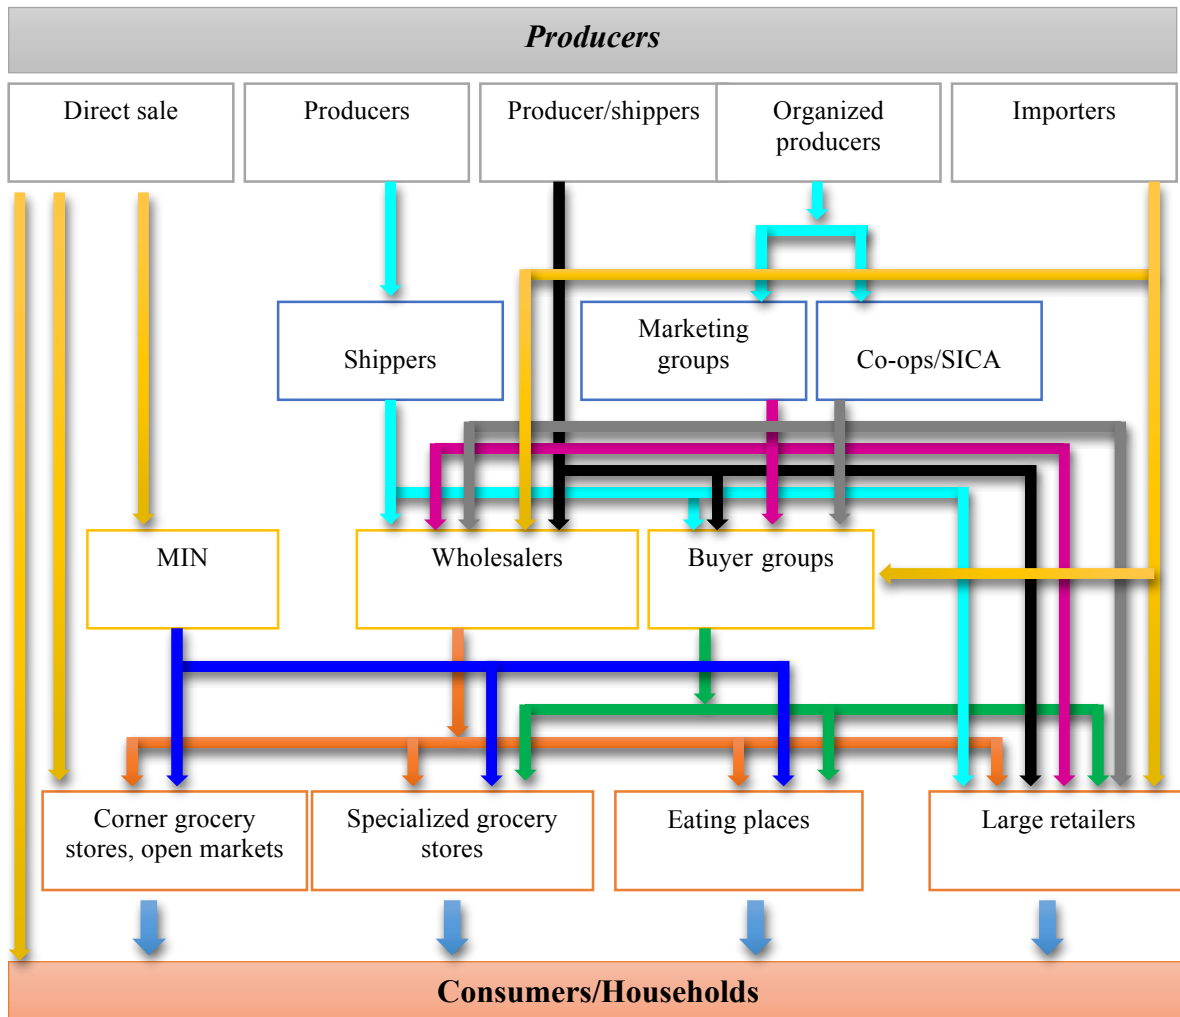 Producers
Direct sale
Producers
Producer/shippers
Organized
producers
Importers
Shippers
Marketing
groups
Co-ops/SICA
MIN
Wholesalers
Buyer groups
Corner grocery
stores, open markets
Specialized grocery
stores
Eating places
Large retailers
Consumers/Households